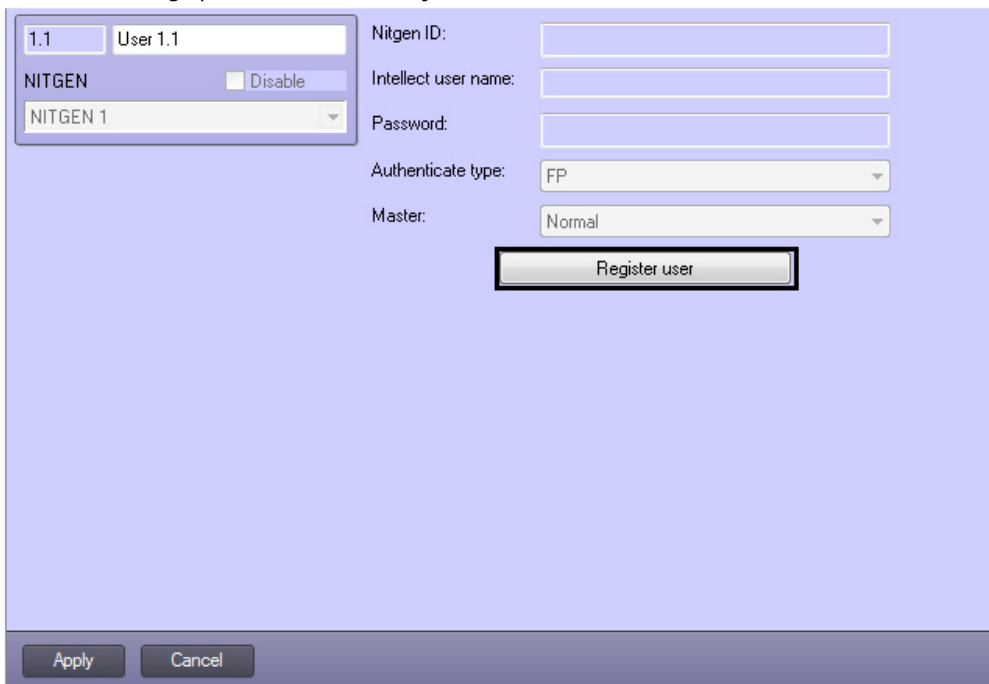 1.1 User 1.1
NITGEN Disable
NITGEN 1
Nitgen ID:
Intellect user name:
Password:
Authenticate type: FP
Master: Normal
Register user
Apply Cancel